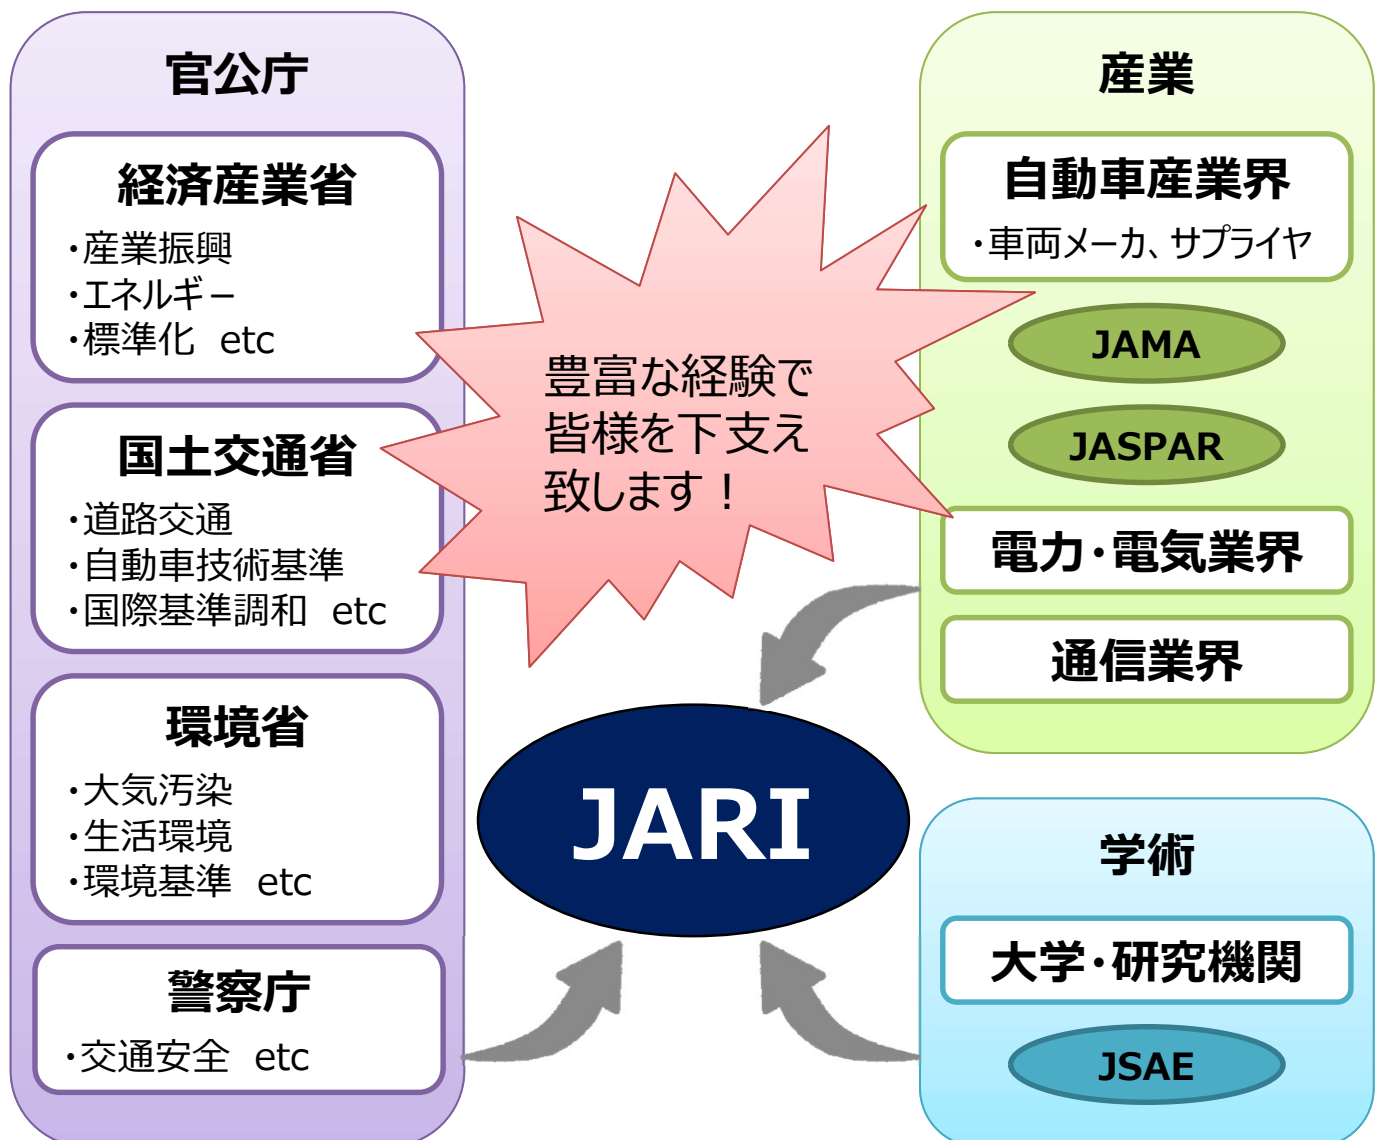 官公庁
経済産業省
・産業振興
・エネルギー
・標準化 etc
国土交通省
・道路交通
・自動車技術基準
・国際基準調和 etc
環境省
・大気汚染
・生活環境
・環境基準 etc
警察庁
・交通安全 etc
豊富な経験で
皆様を下支え
致します！
JARI
産業
自動車産業界
・車両メーカ、サプライヤ
JAMA
JASPAR
電力・電気業界
通信業界
学術
大学・研究機関
JSAE